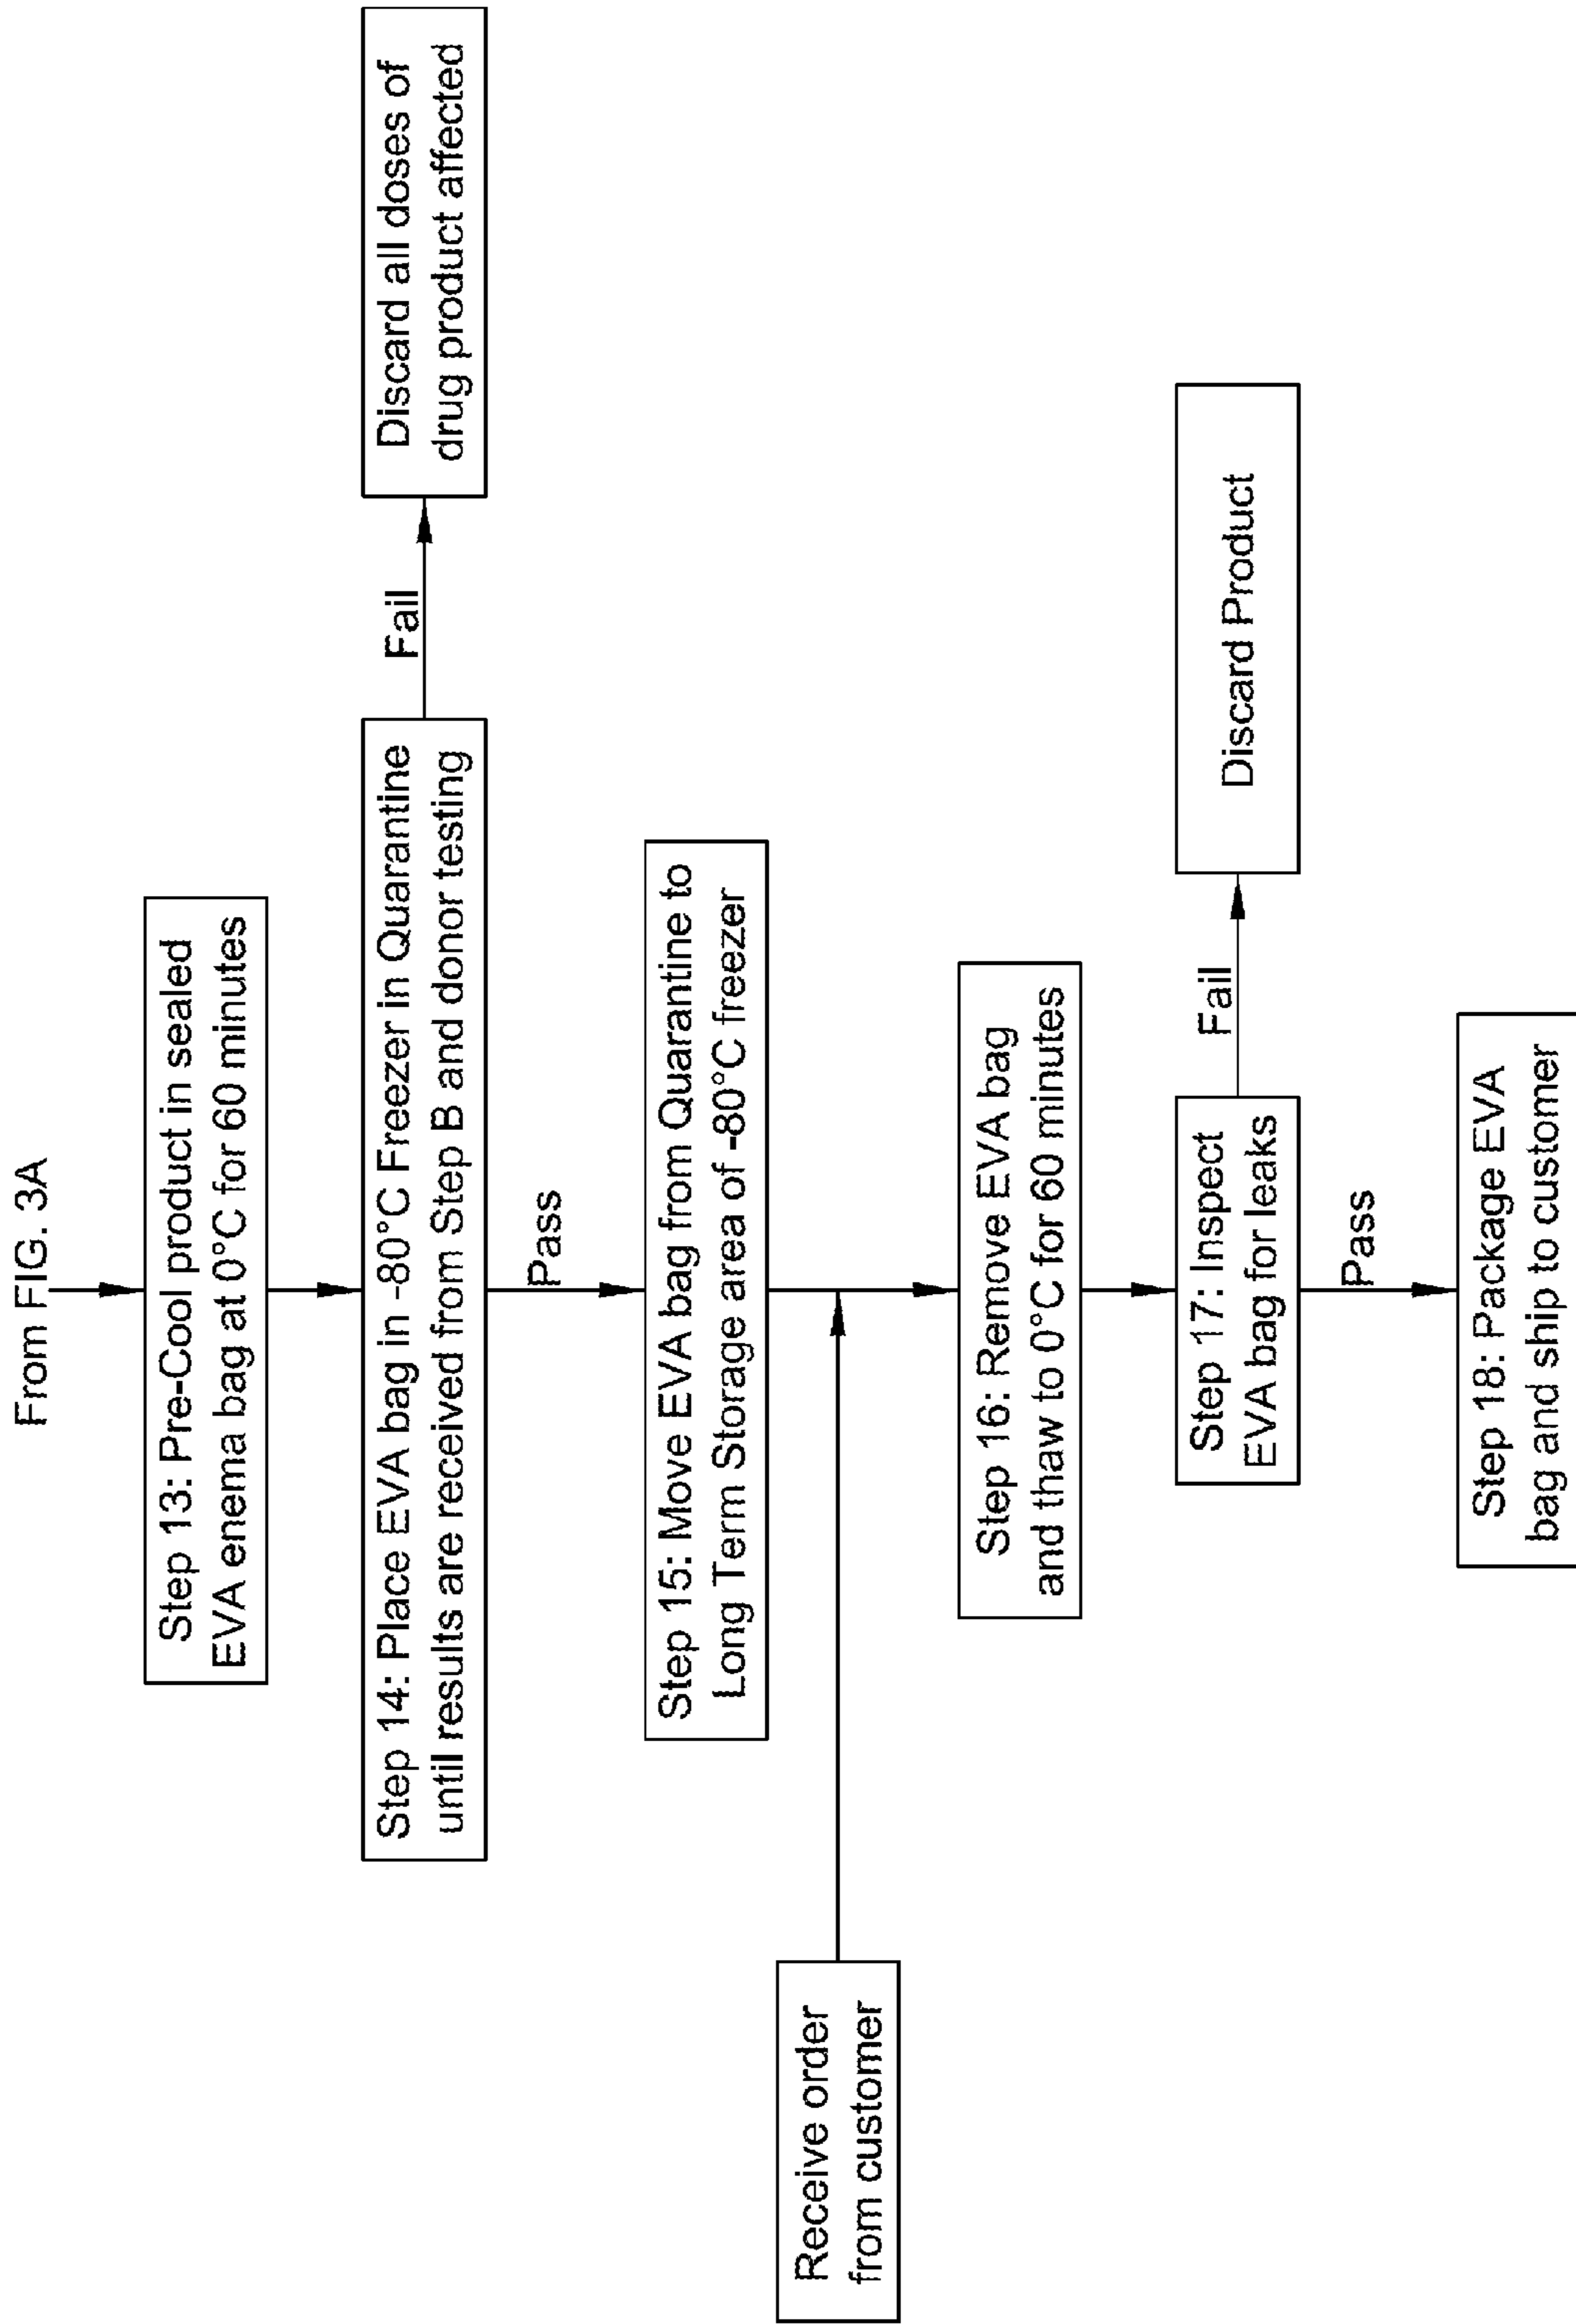 From FIG. 3A
Step 13: Pre-Cool product in sealed
EVA enema bag at 0°C for 60 minutes
Step 14: Place EVA bag in -80°C Freezer in Quarantine
until results are received from Step B and donor testing
Fail
Discard all doses of
drug product affected
Pass
Step 15: Move EVA bag from Quarantine to
Long Term Storage area of -80°C freezer
Receive order
from customer
Step 16: Remove EVA bag
and thaw to 0°C for 60 minutes
Step 17: Inspect
EVA bag for leaks
Fail
Discard Product
Pass
Step 18: Package EVA
bag and ship to customer